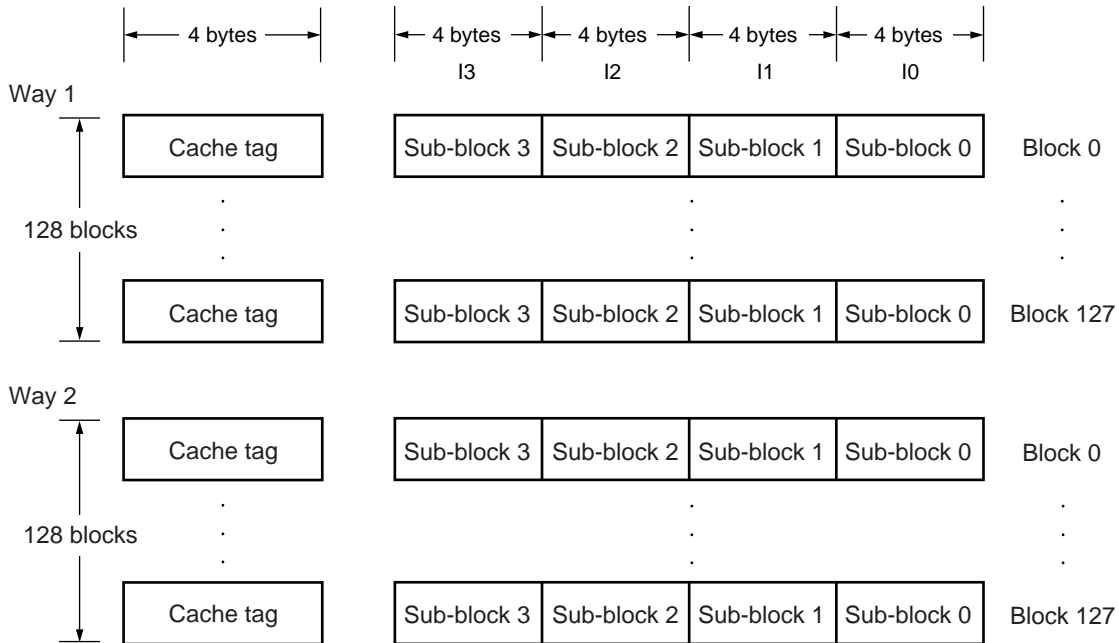 4 bytes 4 bytes 4 bytes 4 bytes 4 bytes
I3 I2 I1 I0
Way 1
Cache tag Sub-block 3 Sub-block 2 Sub-block 1 Sub-block 0 Block 0
128 blocks
Cache tag Sub-block 3 Sub-block 2 Sub-block 1 Sub-block 0 Block 127
Way 2
Cache tag Sub-block 3 Sub-block 2 Sub-block 1 Sub-block 0 Block 0
128 blocks
Cache tag Sub-block 3 Sub-block 2 Sub-block 1 Sub-block 0 Block 127